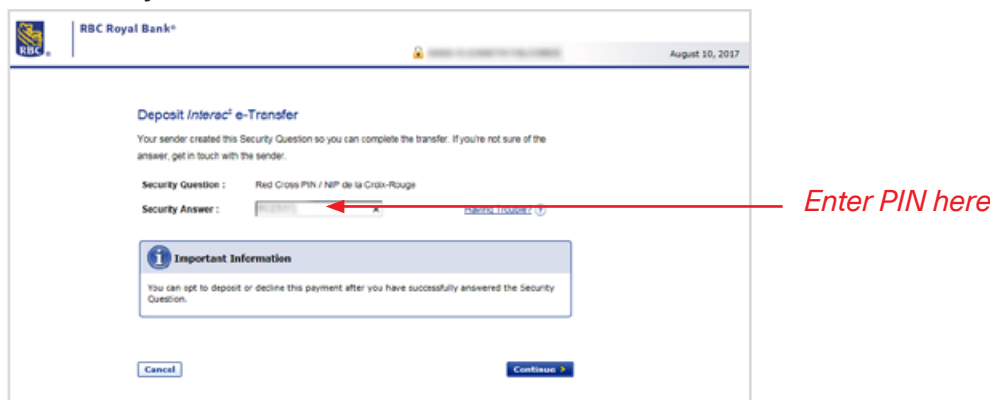 RBC Royal Bank®
RBC ®
August 10, 2017
Deposit Interac‡ e-Transfer
Your sender created this Security Question so you can complete the transfer. If you're not sure of the
answer, get in touch with the sender.
Security Question : Red Cross PIN / NIP de la Croix-Rouge
Security Answer : x Having Trouble? ?
Enter PIN here
i Important Information
You can opt to deposit or decline this payment after you have successfully answered the Security
Question.
Cancel Continue >